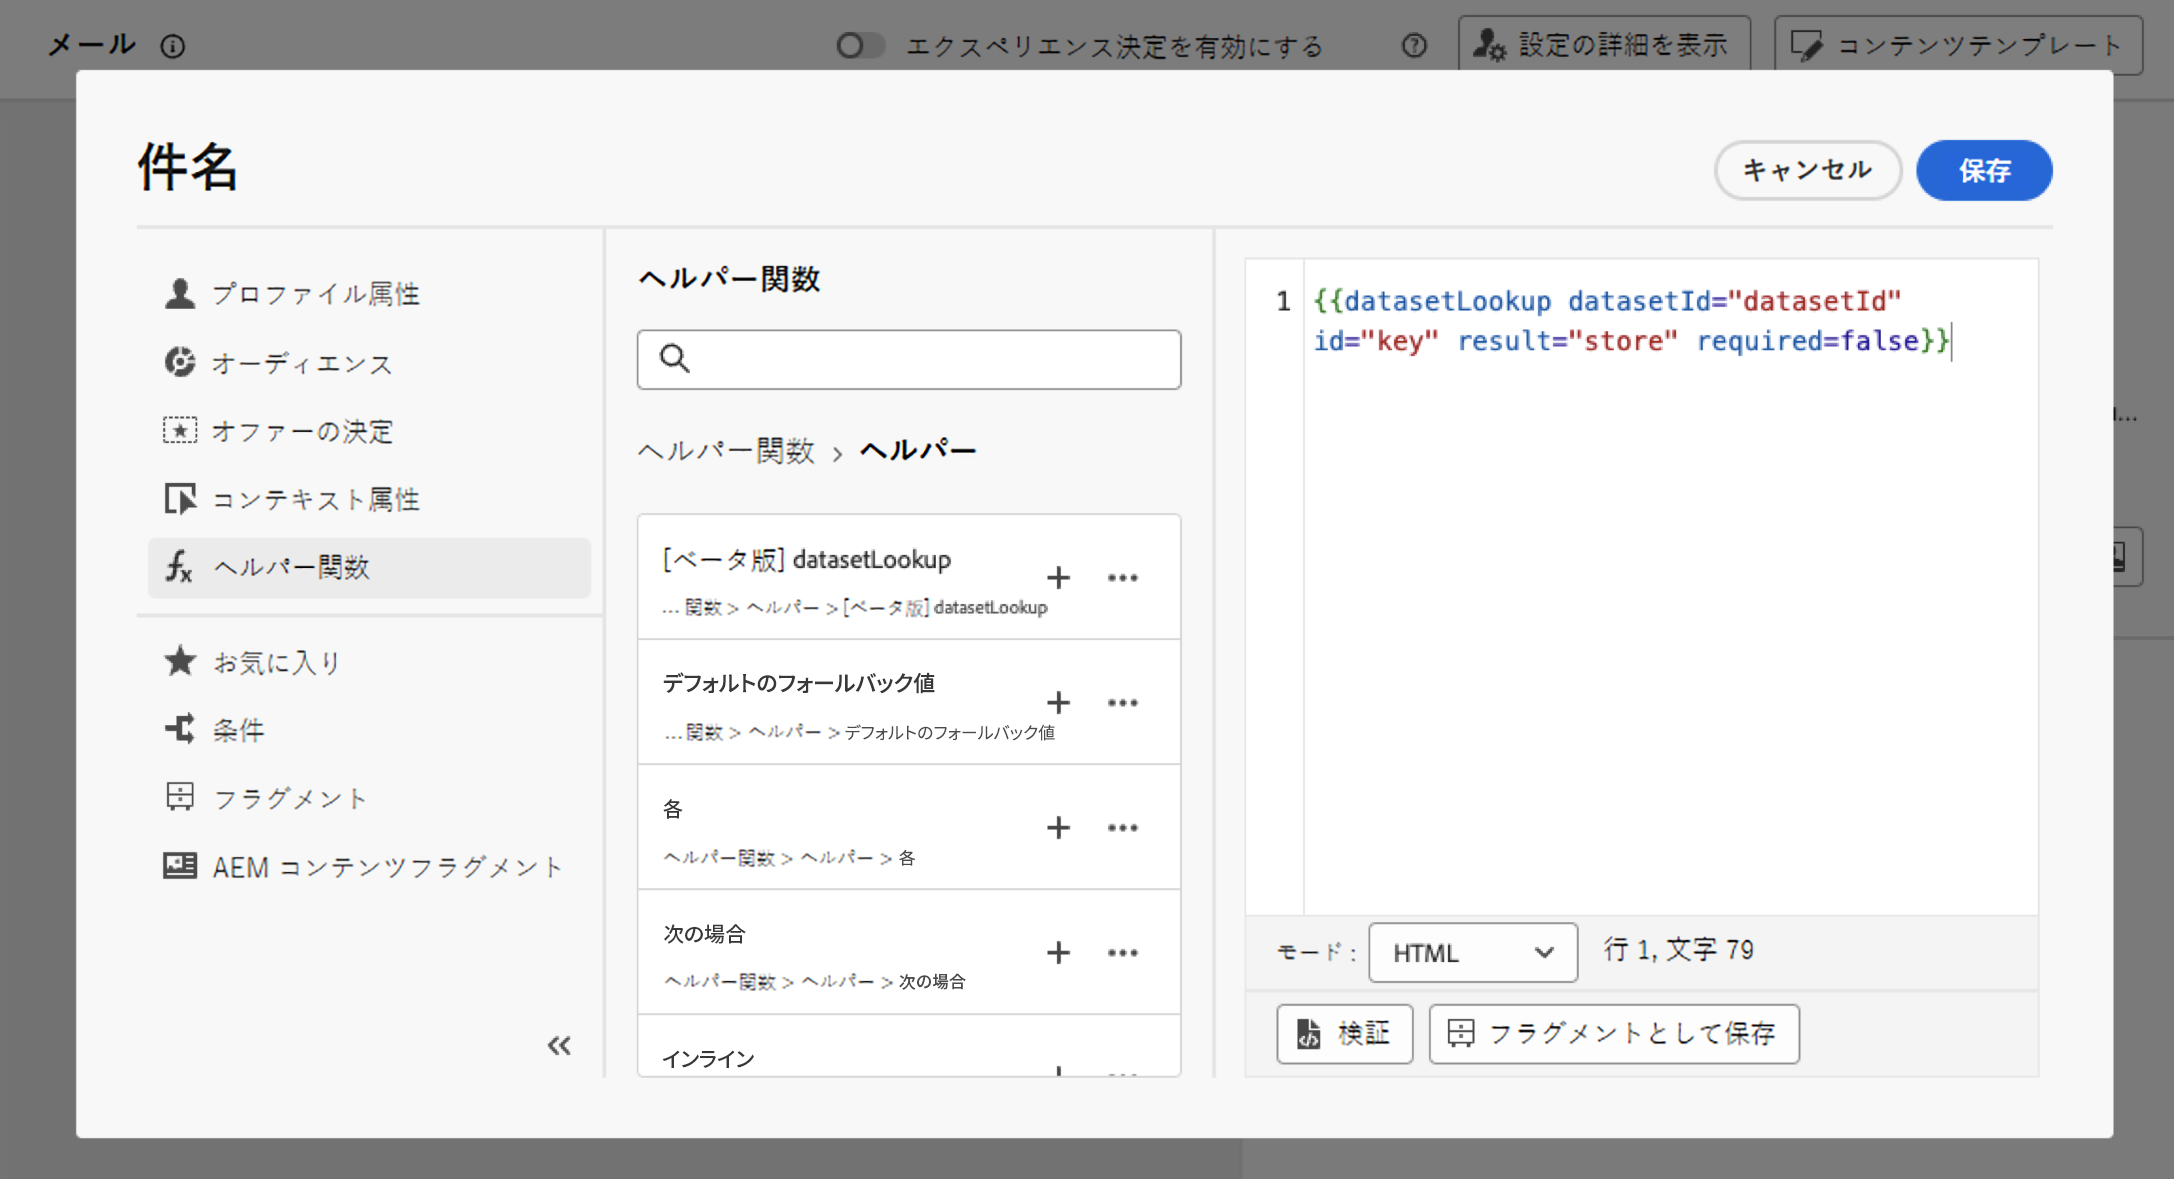 メール
エクスペリエンス決定を有効にする
設定の詳細を表示
コンテンツテンプレート
件名
キャンセル
保存
プロファイル属性
オーディエンス
オファーの決定
コンテキスト属性
ヘルパー関数
お気に入り
条件
フラグメント
AEM コンテンツフラグメント
ヘルパー関数
ヘルパー関数 > ヘルパー
[ベータ版] datasetLookup
... 関数 > ヘルパー > [ベータ版] datasetLookup
デフォルトのフォールバック値
... 関数 > ヘルパー > デフォルトのフォールバック値
各
ヘルパー関数 > ヘルパー > 各
次の場合
ヘルパー関数 > ヘルパー > 次の場合
インライン
1 {{datasetLookup datasetId="datasetId"
id="key" result="store" required=false}}
モード : HTML 行 1, 文字 79
検証
フラグメントとして保存